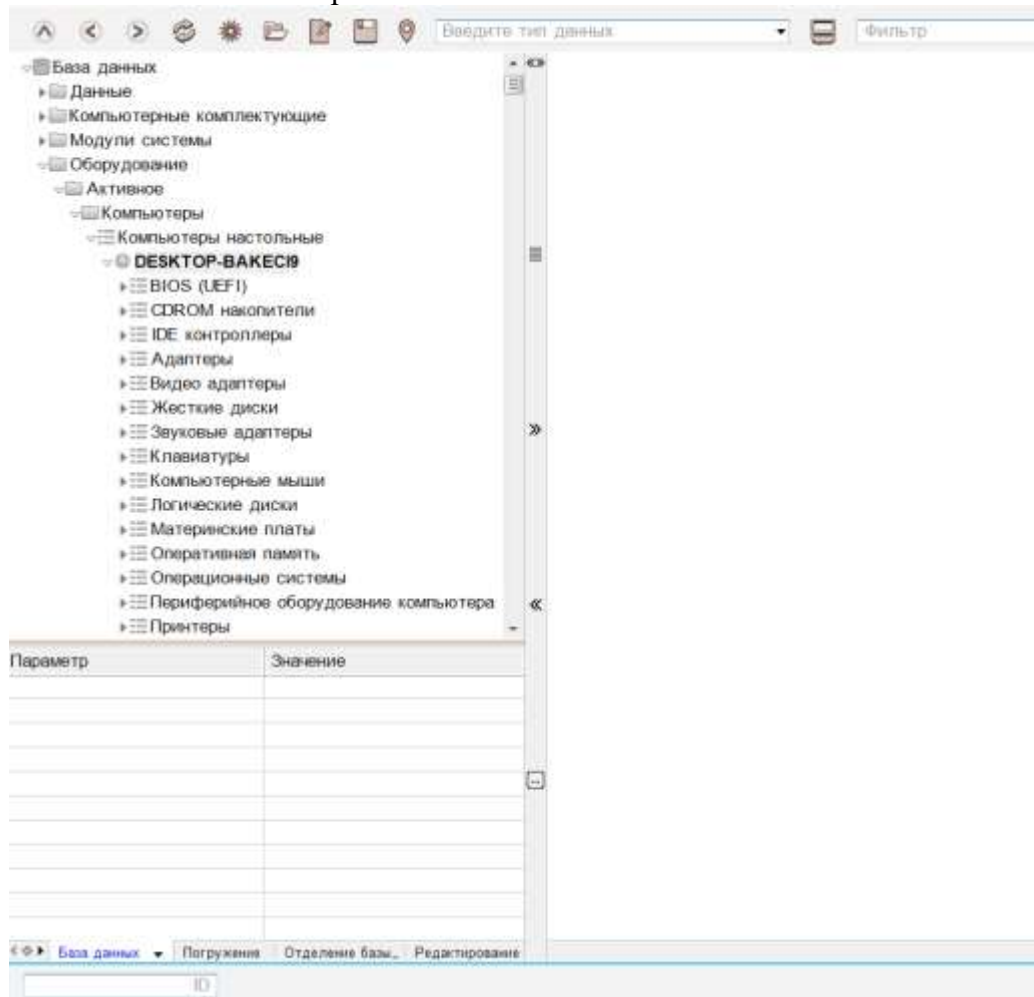 Введите тип данных Фильтр
База данных
Данные
Компьютерные комплектующие
Модули системы
Оборудование
Активное
Компьютеры
Компьютеры настольные
DESKTOP-BAKECI9
BIOS (UEFI)
CDROM накопители
IDE контроллеры
Адаптеры
Видео адаптеры
Жесткие диски
Звуковые адаптеры
Клавиатуры
Компьютерные мыши
Логические диски
Материнские платы
Оперативная память
Операционные системы
Периферийное оборудование компьютера
Принтеры
Параметр Значение
База данных Погружение Отделение базы... Редактирование
ID